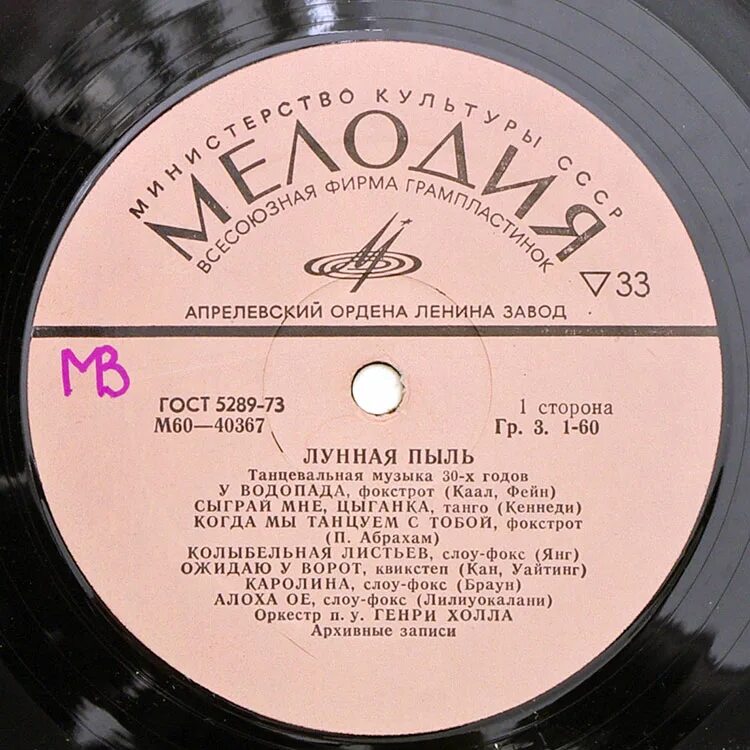 МИНИСТЕРСТВО КУЛЬТУРЫ СССР
МЕЛОДИЯ
ВСЕСОЮЗНАЯ ФИРМА ГРАМПЛАСТИНОК
▽33
АПРЕЛЕВСКИЙ ОРДЕНА ЛЕНИНА ЗАВОД
МВ
ГОСТ 5289-73
1 сторона
М60—40367
Гр. 3. 1-60
ЛУННАЯ ПЫЛЬ
Танцевальная музыка 30-х годов
У ВОДОПАДА, фокстрот (Каал, Фейн)
СЫГРАЙ МНЕ, ЦЫГАНКА, танго (Кеннеди)
КОГДА МЫ ТАНЦУЕМ С ТОБОЙ, фокстрот
(П. Абрахам)
КОЛЫБЕЛЬНАЯ ЛИСТЬЕВ, слоу-фокс (Янг)
ОЖИДАЮ У ВОРОТ, квикстеп (Кан, Уайтинг)
КАРОЛИНА, слоу-фокс (Браун)
АЛОХА ОЕ, слоу-фокс (Лилиуокалани)
Оркестр п. у. ГЕНРИ ХОЛЛА
Архивные записи